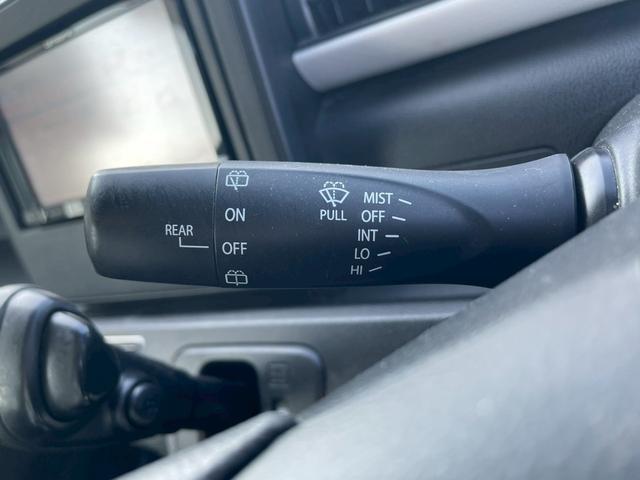 REAR
ON
OFF
PULL
MIST
OFF
INT
LO
HI